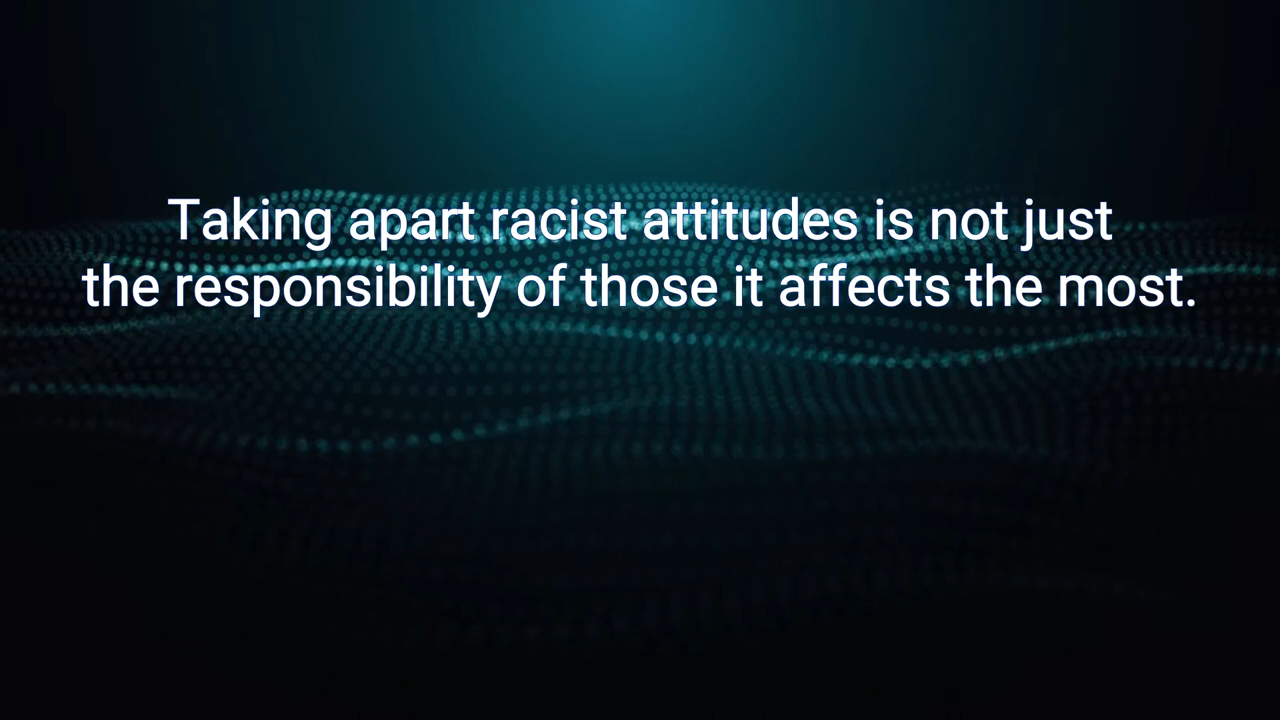 Taking apart racist attitudes is not just
the responsibility of those it affects the most.